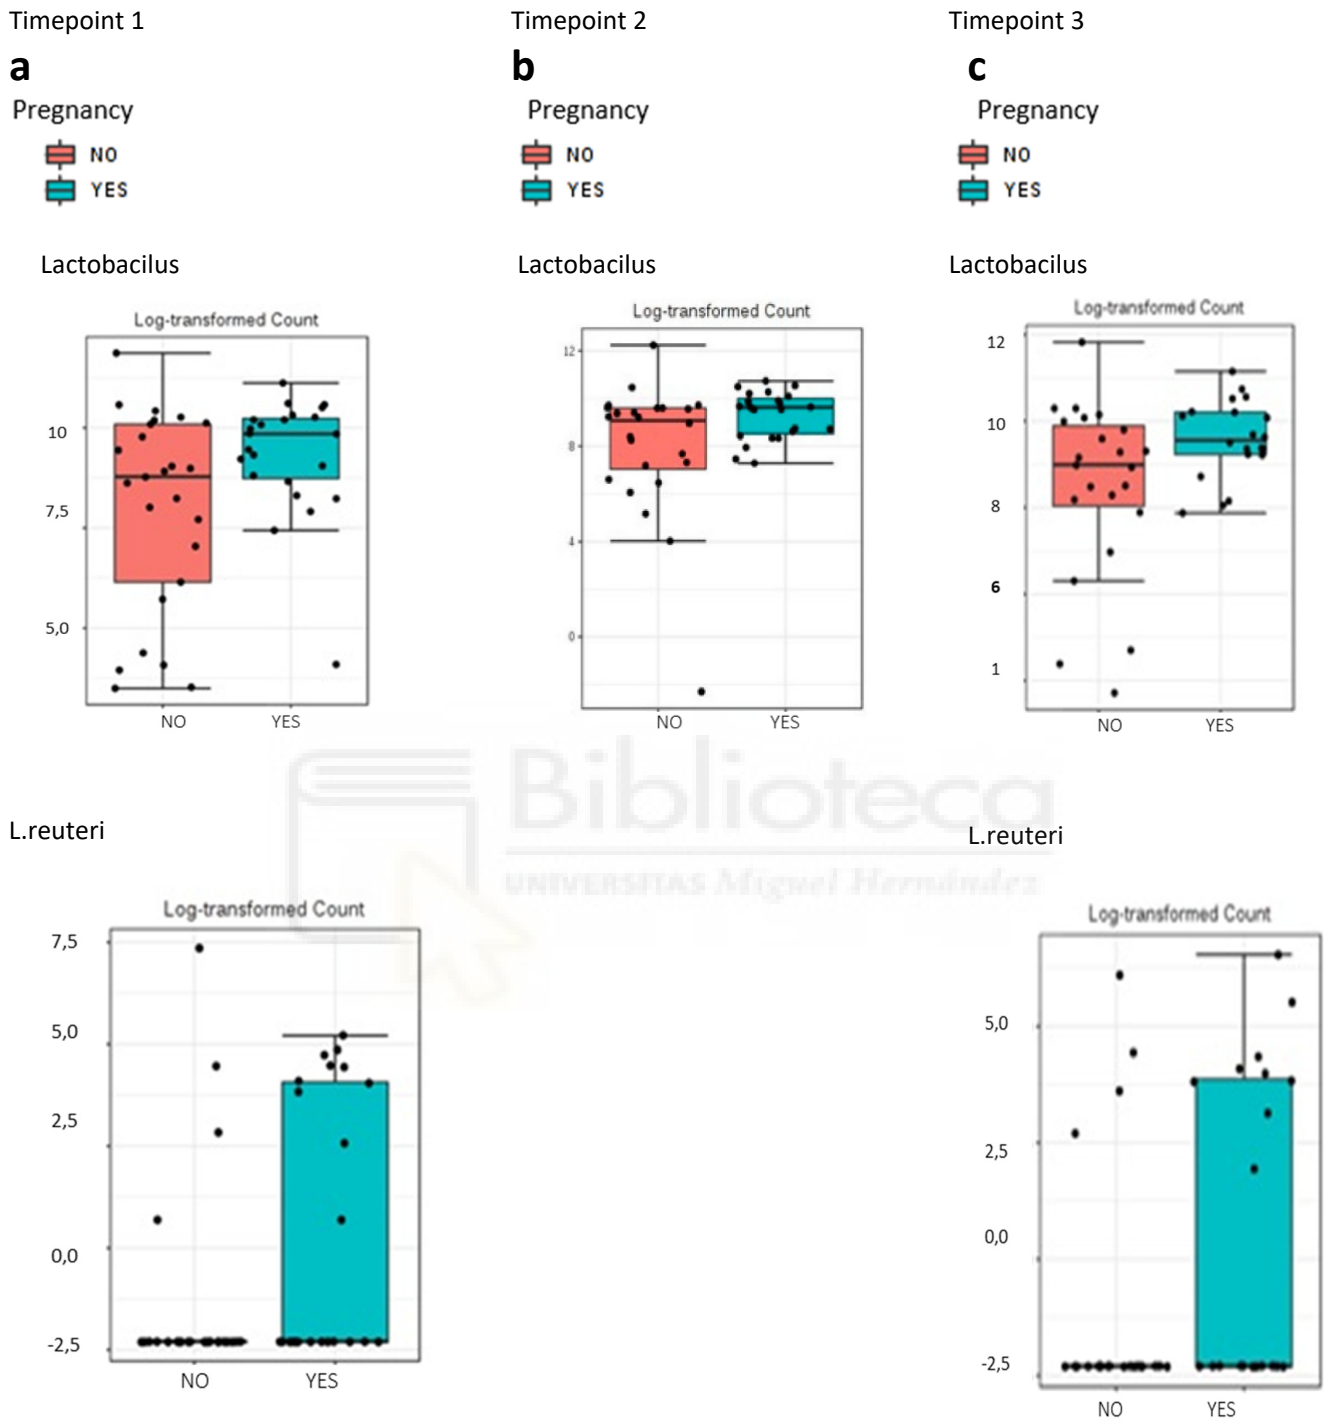 Timepoint 1
Timepoint 2
Timepoint 3
a
b
c
Pregnancy
Pregnancy
Pregnancy
NO
NO
NO
YES
YES
YES
Lactobacilus
Lactobacilus
Lactobacilus
Log-transformed Count
10
7,5
5,0
NO
YES
Log-transformed Count
12
8
4
0
NO
YES
Log-transformed Count
12
10
8
6
1
NO
YES
Biblioteca
UNIVERSITAS Miguel Hernández
L.reuteri
L.reuteri
Log-transformed Count
7,5
5,0
2,5
0,0
-2,5
NO
YES
Log-transformed Count
5,0
2,5
0,0
-2,5
NO
YES